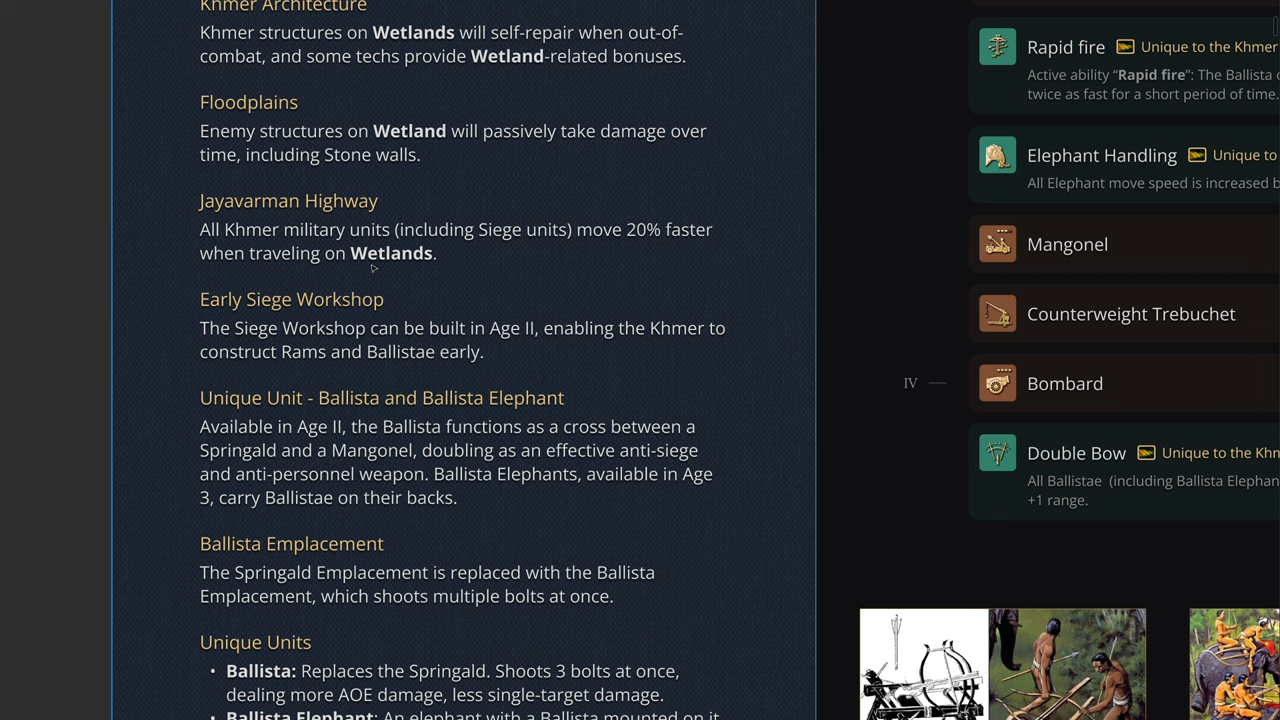 Khmer Architecture
Khmer structures on Wetlands will self-repair when out-of-
combat, and some techs provide Wetland-related bonuses.
Floodplains
Enemy structures on Wetland will passively take damage over
time, including Stone walls.
Jayavarman Highway
All Khmer military units (including Siege units) move 20% faster
when traveling on Wetlands.
Early Siege Workshop
The Siege Workshop can be built in Age II, enabling the Khmer to
construct Rams and Ballistae early.
Unique Unit - Ballista and Ballista Elephant
Available in Age II, the Ballista functions as a cross between a
Springald and a Mangonel, doubling as an effective anti-siege
and anti-personnel weapon. Ballista Elephants, available in Age
3, carry Ballistae on their backs.
Ballista Emplacement
The Springald Emplacement is replaced with the Ballista
Emplacement, which shoots multiple bolts at once.
Unique Units
• Ballista: Replaces the Springald. Shoots 3 bolts at once,
dealing more AOE damage, less single-target damage.
Ballista Elephant: An elephant with a Ballista mounted on it
Rapid fire Unique to the Khmer
Active ability “Rapid fire”: The Ballista
twice as fast for a short period of time.
Elephant Handling Unique to
All Elephant move speed is increased
Mangonel
Counterweight Trebuchet
IV
Bombard
Double Bow Unique to the
All Ballistae (including Ballista
+1 range.